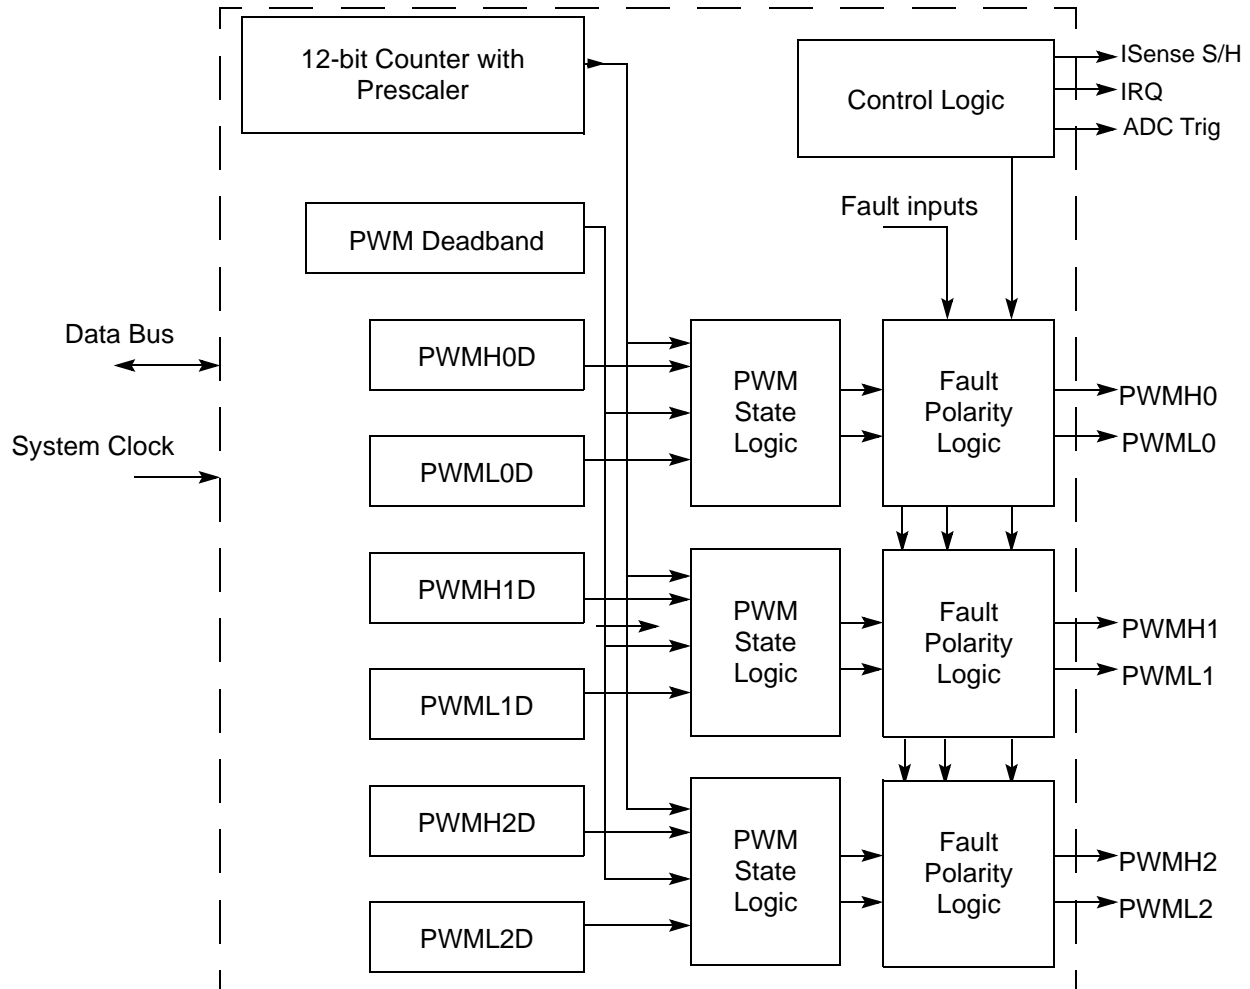 12-bit Counter with
Prescaler
Control Logic
ISense S/H
IRQ
ADC Trig
Fault inputs
PWM Deadband
Data Bus
System Clock
PWMH0D
PWML0D
PWM
State
Logic
Fault
Polarity
Logic
PWMH0
PWML0
PWMH1D
PWML1D
PWM
State
Logic
Fault
Polarity
Logic
PWMH1
PWML1
PWMH2D
PWML2D
PWM
State
Logic
Fault
Polarity
Logic
PWMH2
PWML2